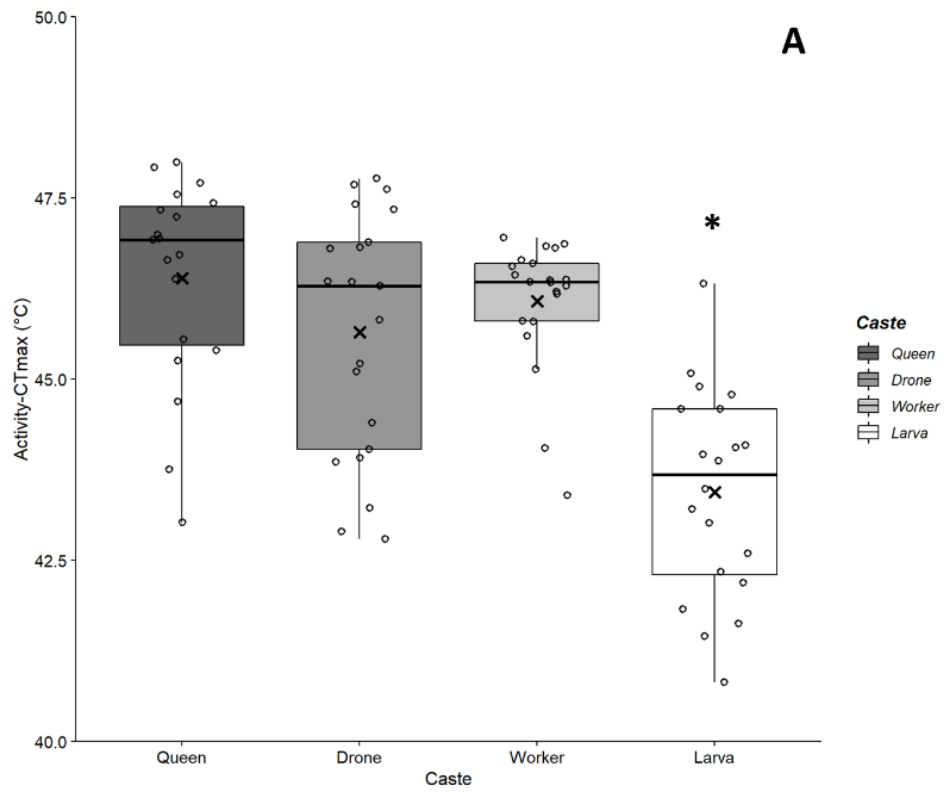 A
50.0
47.5
45.0
42.5
40.0
Activity-CTmax (°C)
*
Queen
Drone
Worker
Larva
Caste
Caste
Queen
Drone
Worker
Larva